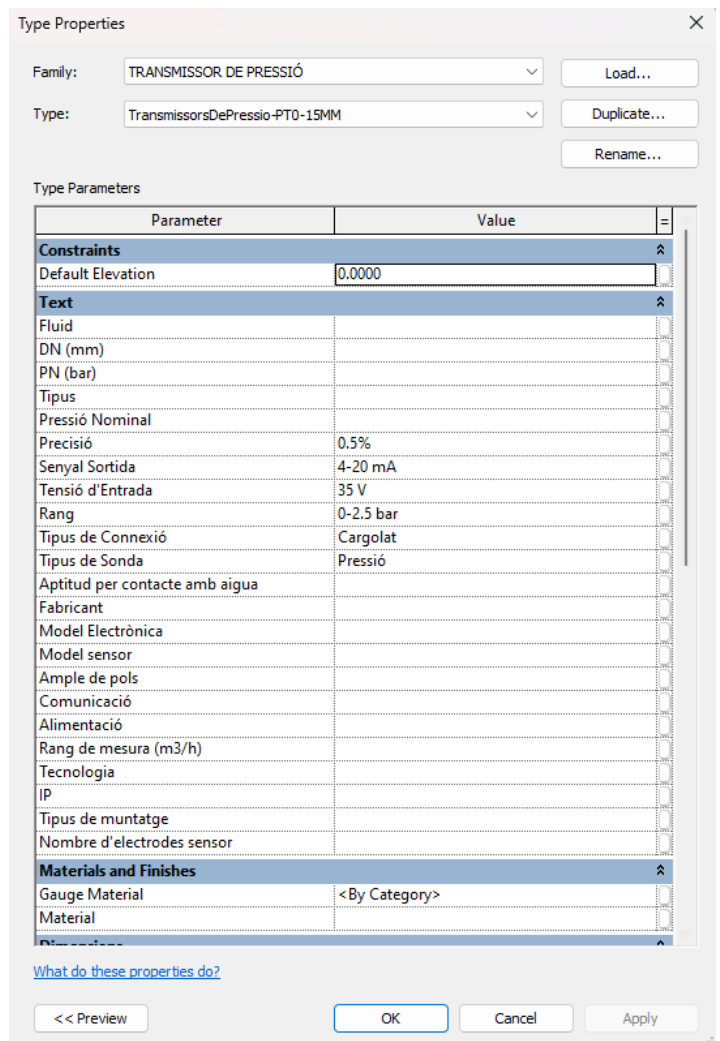 Type Properties
Family: TRANSMISSOR DE PRESSIÓ Load...
Type: TransmissorsDePressio-PT0-15MM Duplicate...
Rename...
Type Parameters
Parameter Value =
Constraints
Default Elevation 0.0000
Text
Fluid
DN (mm)
PN (bar)
Tipus
Pressió Nominal
Precisió 0.5%
Senyal Sortida 4-20 mA
Tensió d'Entrada 35 V
Rang 0-2.5 bar
Tipus de Connexió Cargolat
Tipus de Sonda Pressió
Aptitud per contacte amb aigua
Fabricant
Model Electrònica
Model sensor
Ample de pols
Comunicació
Alimentació
Rang de mesura (m3/h)
Tecnologia
IP
Tipus de muntatge
Nombre d'electrodes sensor
Materials and Finishes
Gauge Material <By Category>
Material
Dimensions
What do these properties do?
<< Preview OK Cancel Apply